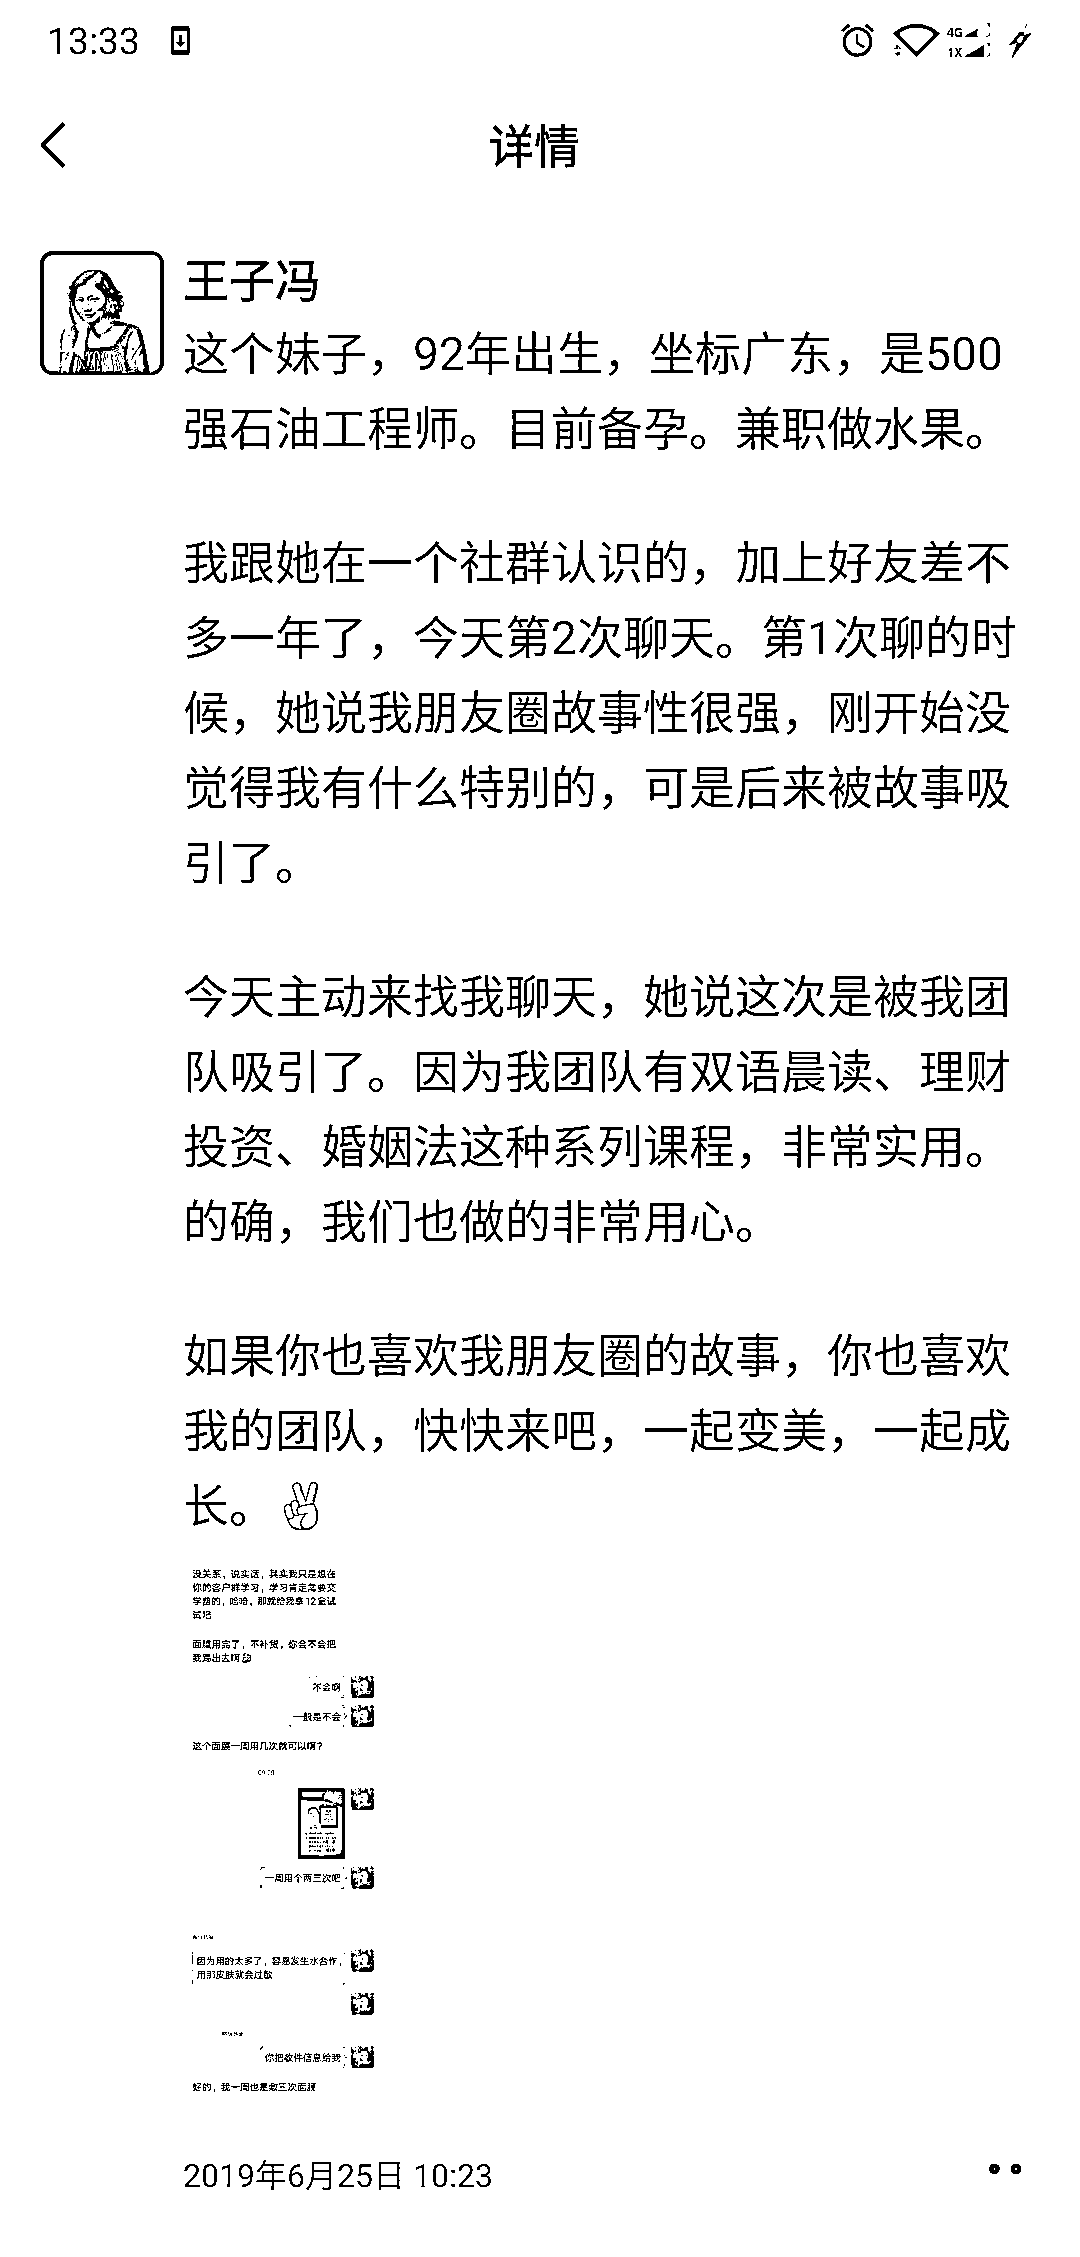 13:33
4G
1X
详情
王子冯
这个妹子，92年出生，坐标广东，是500
强石油工程师。目前备孕。兼职做水果。
我跟她在一个社群认识的，加上好友差不
多一年了，今天第2次聊天。第1次聊的时
候，她说我朋友圈故事性很强，刚开始没
觉得我有什么特别的，可是后来被故事吸
引了。
今天主动来找我聊天，她说这次是被我团
队吸引了。因为我团队有双语晨读、理财
投资、婚姻法这种系列课程，非常实用。
的确，我们也做的非常用心。
如果你也喜欢我朋友圈的故事，你也喜欢
我的团队，快快来吧，一起变美，一起成
长。✌
没关系，说实话，其实我只是想在
你的客户群学习，学习肯定需要交
学费的，哈哈，那就给我拿12盒试
试吧
面膜用完了，不补货，你会不会把
我踢出去啊
不会啊
一般是不会
这个面膜一周用几次就可以啊？
一周用个两三次吧
因为用的太多了，容易发生水合作，
用那皮肤就会过敏
你把收件信息给我
好的，我一周也是做三次面膜
2019年6月25日 10:23